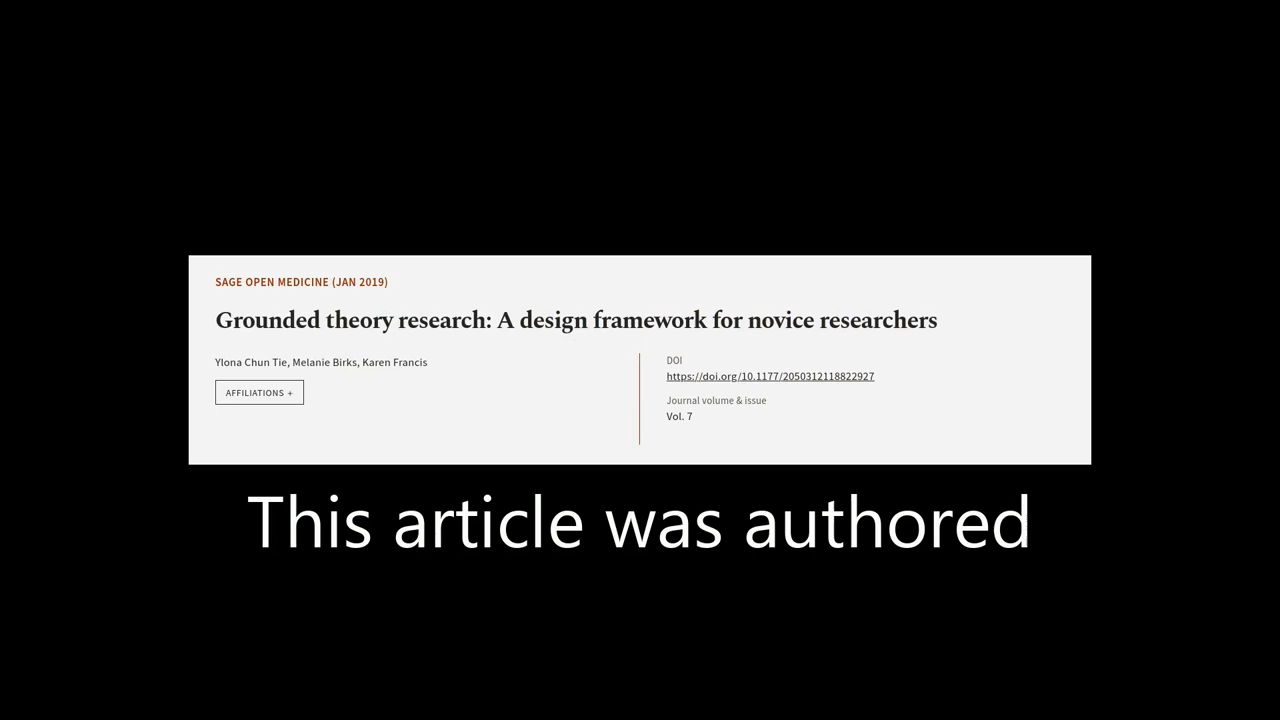 SAGE OPEN MEDICINE (JAN 2019)
Grounded theory research: A design framework for novice researchers
Ylona Chun Tie, Melanie Birks, Karen Francis
AFFILIATIONS +
DOI
https://doi.org/10.1177/2050312118822927
Journal volume & issue
Vol. 7
This article was authored